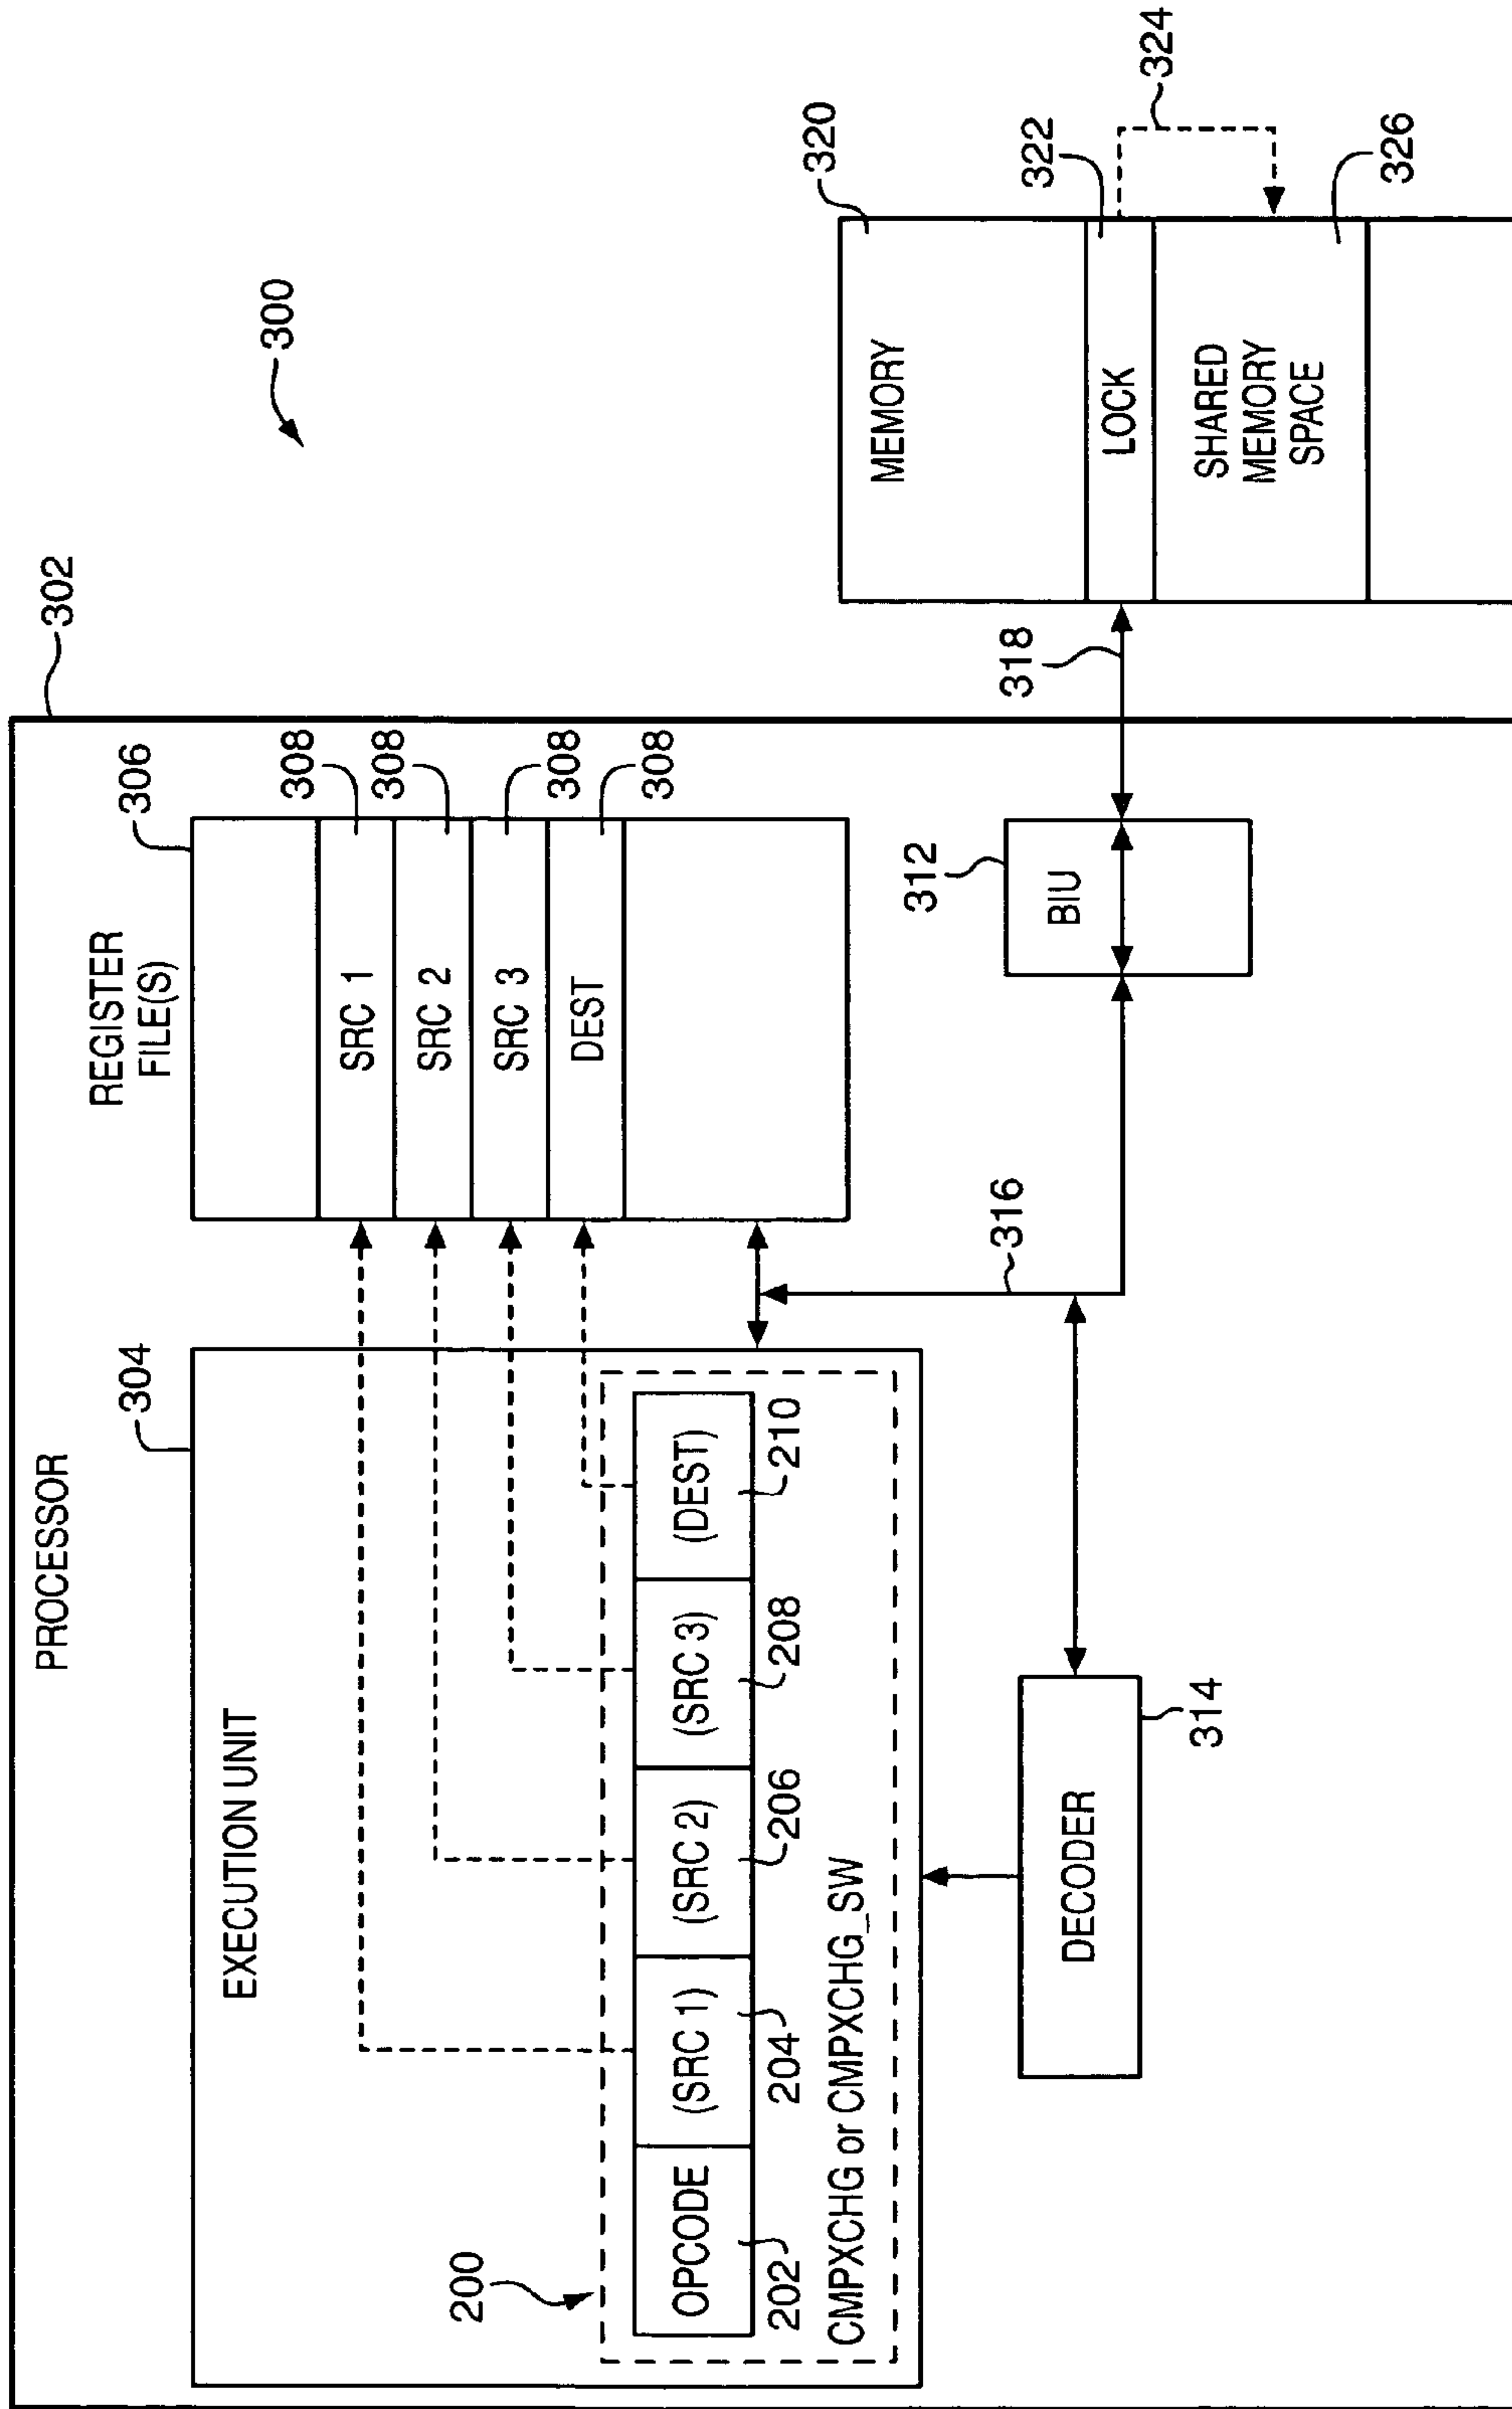 300
PROCESSOR
302
304
EXECUTION UNIT
REGISTER
FILE(S)
306
SRC 1
308
SRC 2
308
SRC 3
308
DEST
308
200
OPCODE
(SRC 1)
(SRC 2)
(SRC 3)
(DEST)
202
204
206
208
210
CMPXCHG or CMPXCHG_SW
DECODER
314
316
BIU
312
318
MEMORY
320
LOCK
322
324
SHARED
MEMORY
SPACE
326